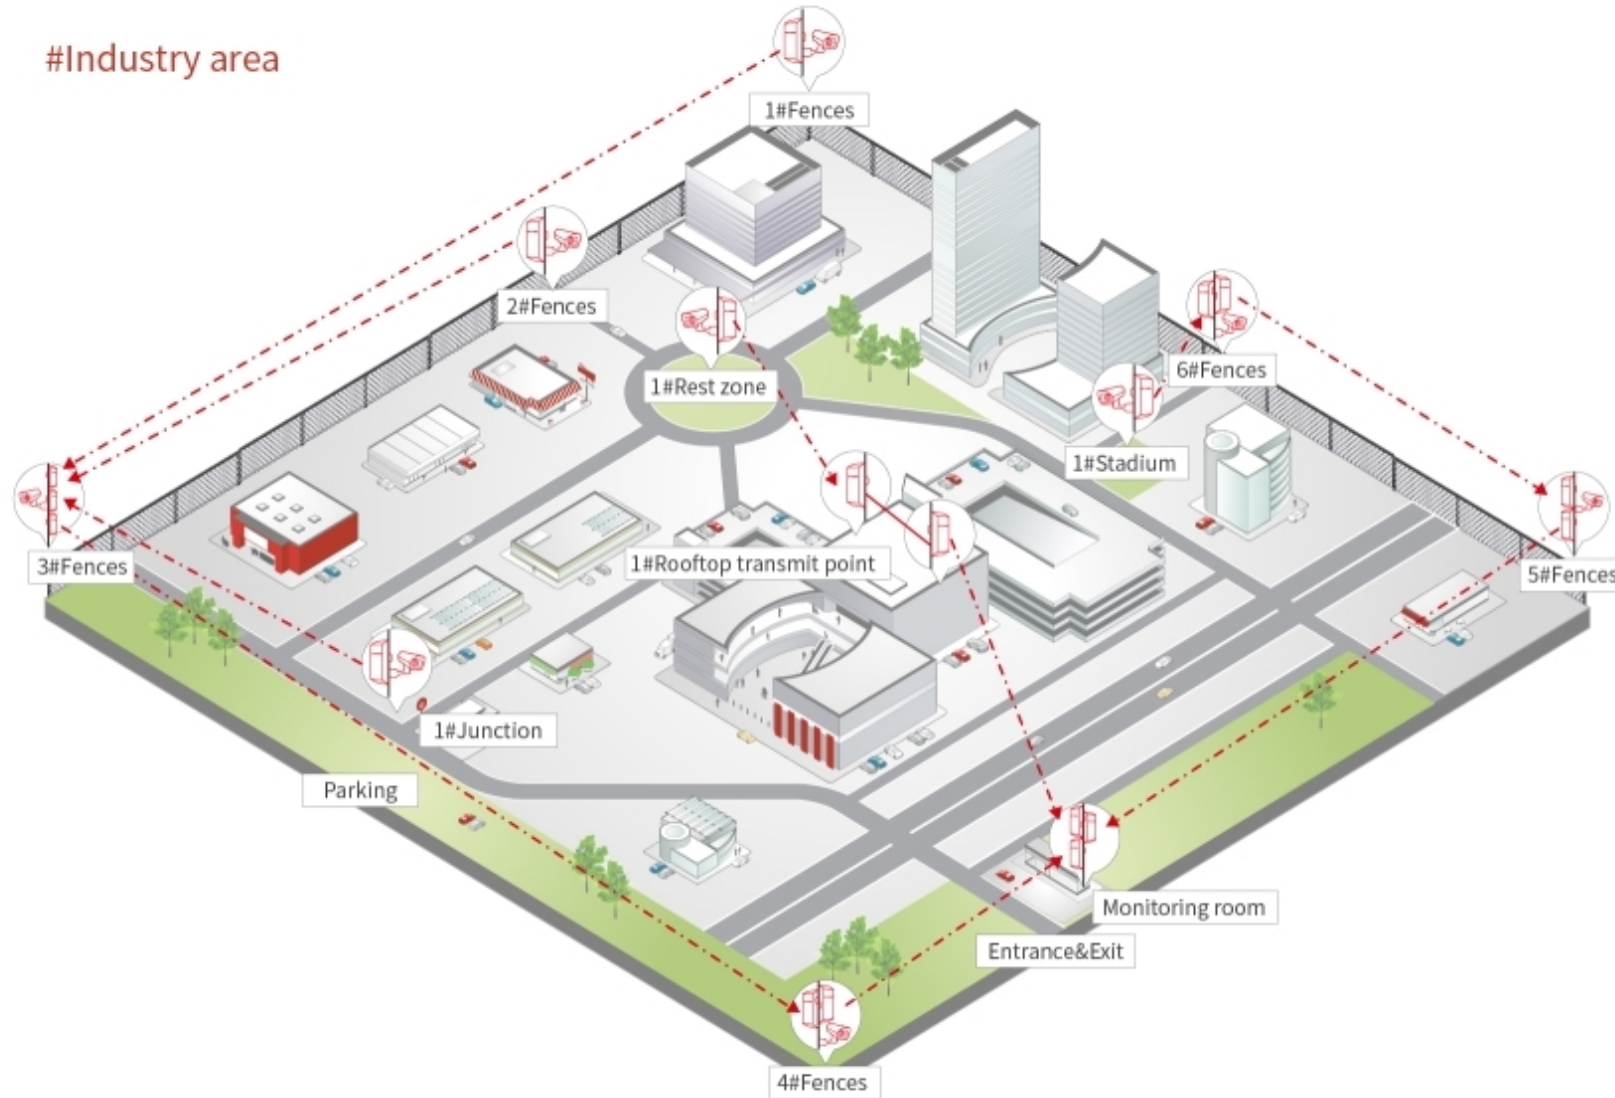 #Industry area
1#Fences
2#Fences
1#Rest zone
6#Fences
1#Stadium
3#Fences
1#Rooftop transmit point
5#Fences
1#Junction
Parking
Monitoring room
Entrance&Exit
4#Fences